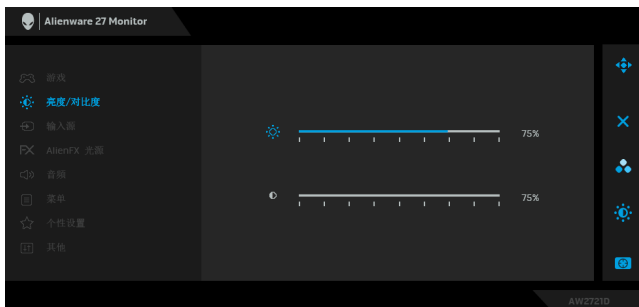 Alienware 27 Monitor
游戏
亮度/对比度
输入源
FX AlienFX 光源
音频
菜单
个性设置
其他
75%
75%
AW2721D